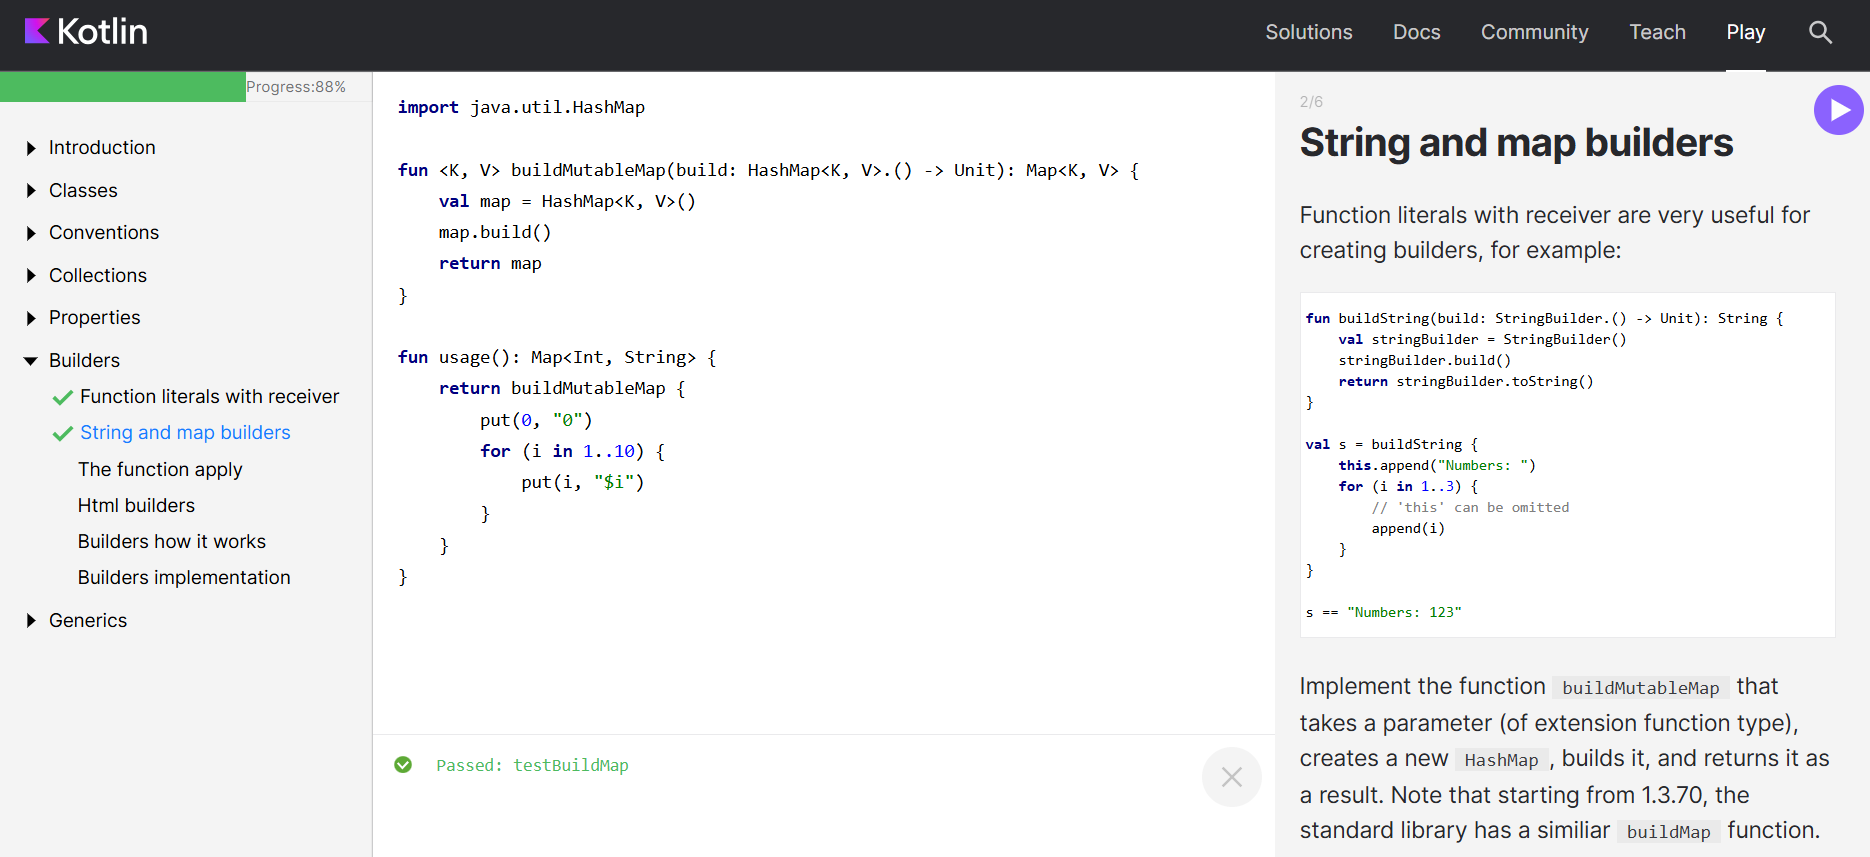 Kotlin
Solutions Docs Community Teach Play
Progress:88%
Introduction
Classes
Conventions
Collections
Properties
Builders
Function literals with receiver
String and map builders
The function apply
Html builders
Builders how it works
Builders implementation
Generics
import java.util.HashMap
fun <K, V> buildMutableMap(build: HashMap<K, V>.() -> Unit): Map<K, V> {
    val map = HashMap<K, V>()
    map.build()
    return map
}
fun usage(): Map<Int, String> {
    return buildMutableMap {
        put(0, "0")
        for (i in 1..10) {
            put(i, "$i")
        }
    }
}
Passed: testBuildMap
2/6
String and map builders
Function literals with receiver are very useful for
creating builders, for example:
fun buildString(build: StringBuilder.() -> Unit): String {
    val stringBuilder = StringBuilder()
    stringBuilder.build()
    return stringBuilder.toString()
}
val s = buildString {
    this.append("Numbers: ")
    for (i in 1..3) {
        // 'this' can be omitted
        append(i)
    }
}
s == "Numbers: 123"
Implement the function buildMutableMap that
takes a parameter (of extension function type),
creates a new HashMap , builds it, and returns it as
a result. Note that starting from 1.3.70, the
standard library has a similiar buildMap function.